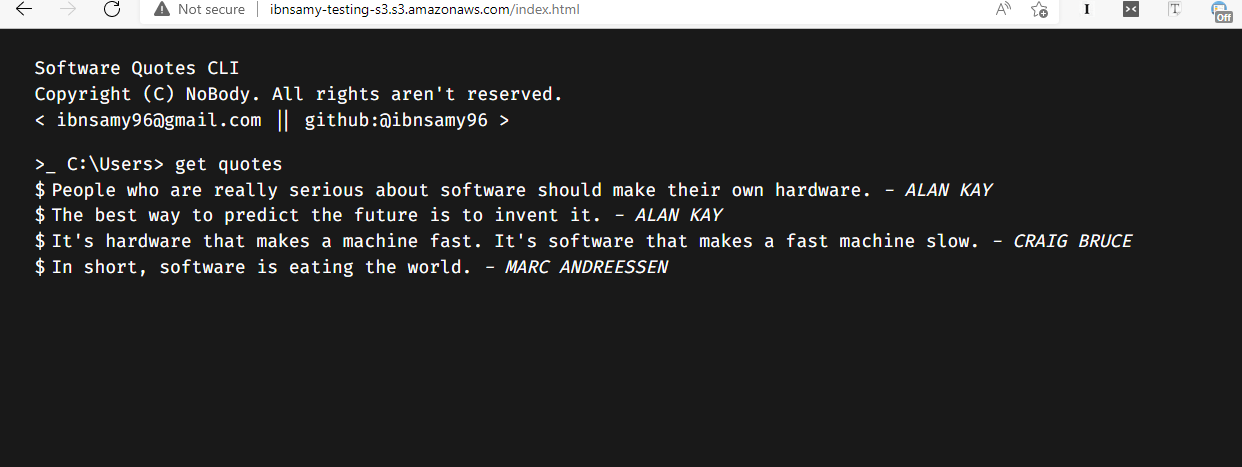 Not secure | ibnsamy-testing-s3.s3.amazonaws.com/index.html
Off
Software Quotes CLI
Copyright (C) NoBody. All rights aren't reserved.
< ibnsamy96@gmail.com || github:@ibnsamy96 >
>_ C:\Users> get quotes
$ People who are really serious about software should make their own hardware. - ALAN KAY
$ The best way to predict the future is to invent it. - ALAN KAY
$ It's hardware that makes a machine fast. It's software that makes a fast machine slow. - CRAIG BRUCE
$ In short, software is eating the world. - MARC ANDREESSEN